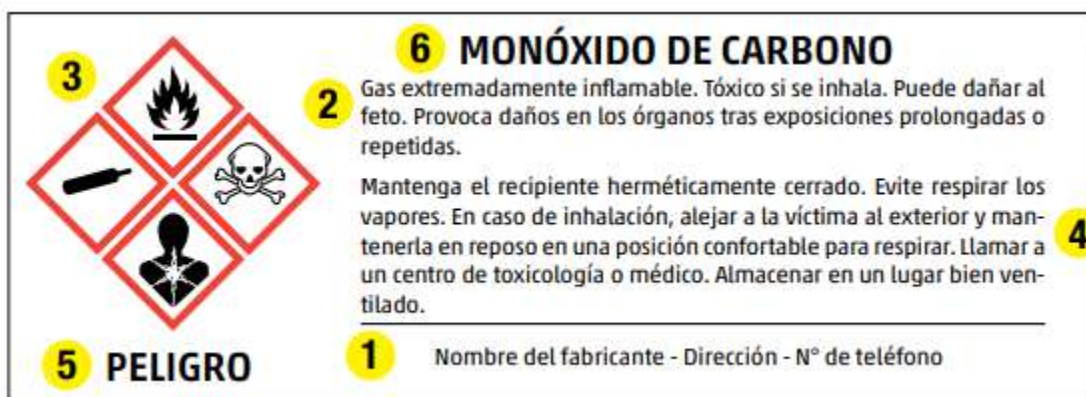 3
6 MONÓXIDO DE CARBONO
2 Gas extremadamente inflamable. Tóxico si se inhala. Puede dañar al
feto. Provoca daños en los órganos tras exposiciones prolongadas o
repetidas.
Mantenga el recipiente herméticamente cerrado. Evite respirar los
vapores. En caso de inhalación, alejar a la víctima al exterior y man-
tenerla en reposo en una posición confortable para respirar. Llamar a
un centro de toxicología o médico. Almacenar en un lugar bien ven-
tilado.
4
5 PELIGRO
1 Nombre del fabricante - Dirección - N° de teléfono